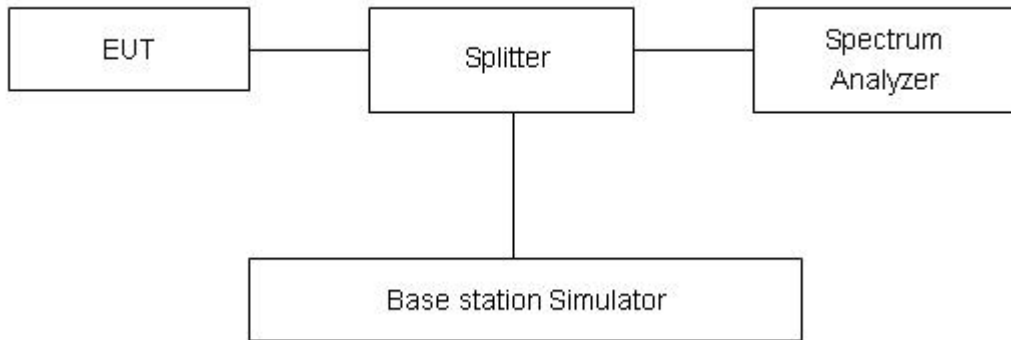 EUT
Splitter
Spectrum
Analyzer
Base station Simulator